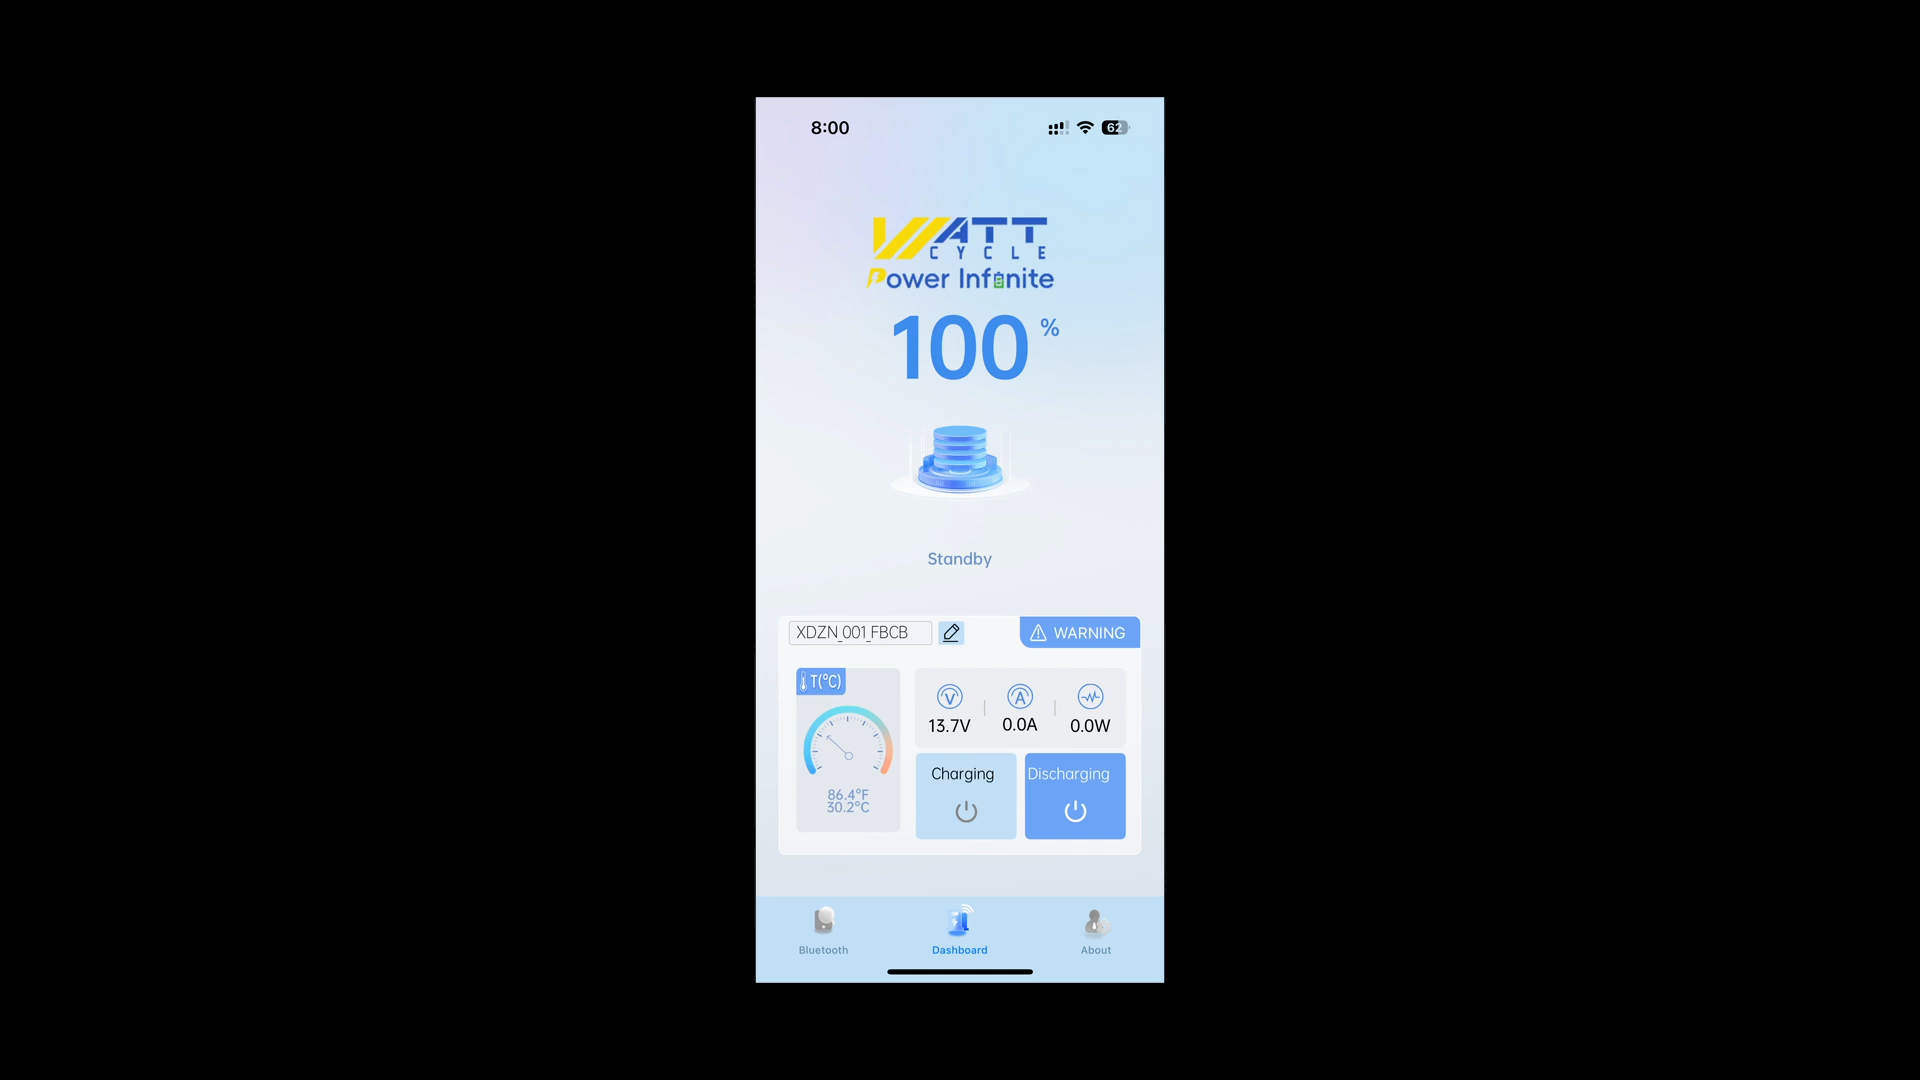 8:00
62
WATT
CYCLE
Power Infinite
100 %
Standby
XDZN_001_FBCB
WARNING
T(°C)
V
A
13.7V
0.0A
0.0W
86.4°F
30.2°C
Charging
Discharging
Bluetooth
Dashboard
About